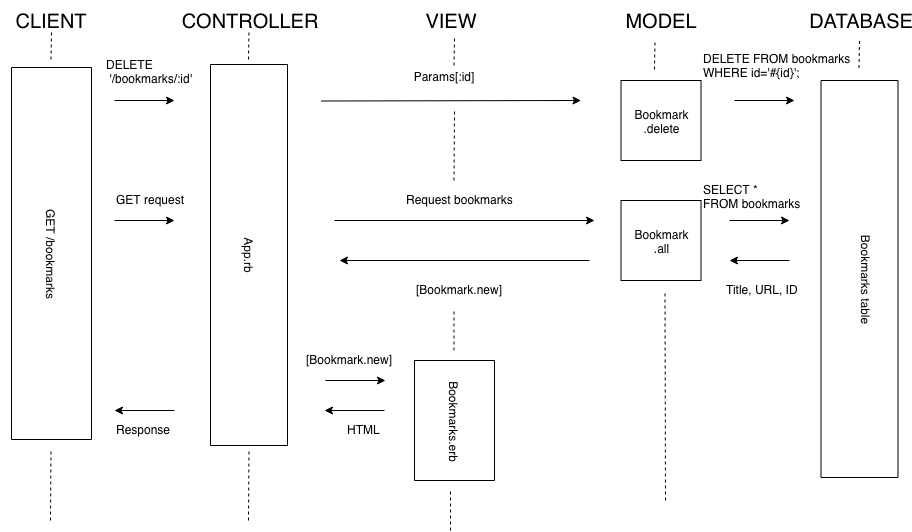 CLIENT
CONTROLLER
VIEW
MODEL
DATABASE
DELETE
'/bookmarks/:id'
Params[:id]
DELETE FROM bookmarks
WHERE id='#{id}';
Bookmark
.delete
GET request
Request bookmarks
SELECT *
FROM bookmarks
GET /bookmarks
App.rb
Bookmark
.all
Bookmarks table
[Bookmark.new]
Title, URL, ID
[Bookmark.new]
Bookmarks.erb
Response
HTML